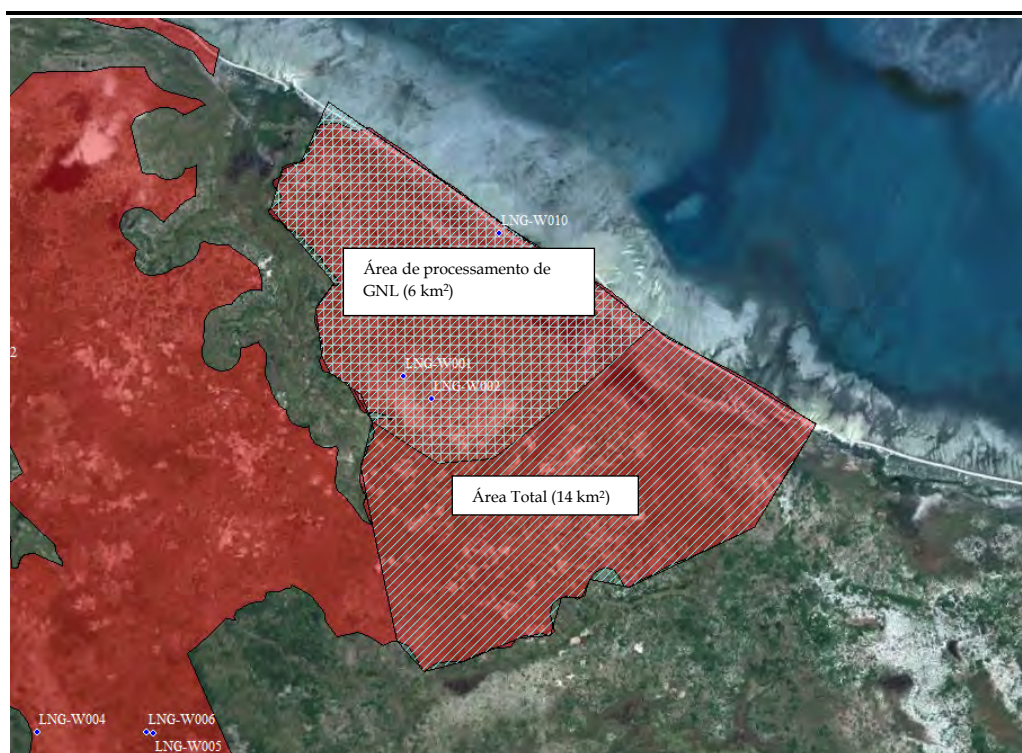 LNG-W010
Área de processamento de
GNL (6 km²)
2
LNG-W001
LNG-W002
Área Total (14 km²)
LNG-W004
LNG-W006
LNG-W005